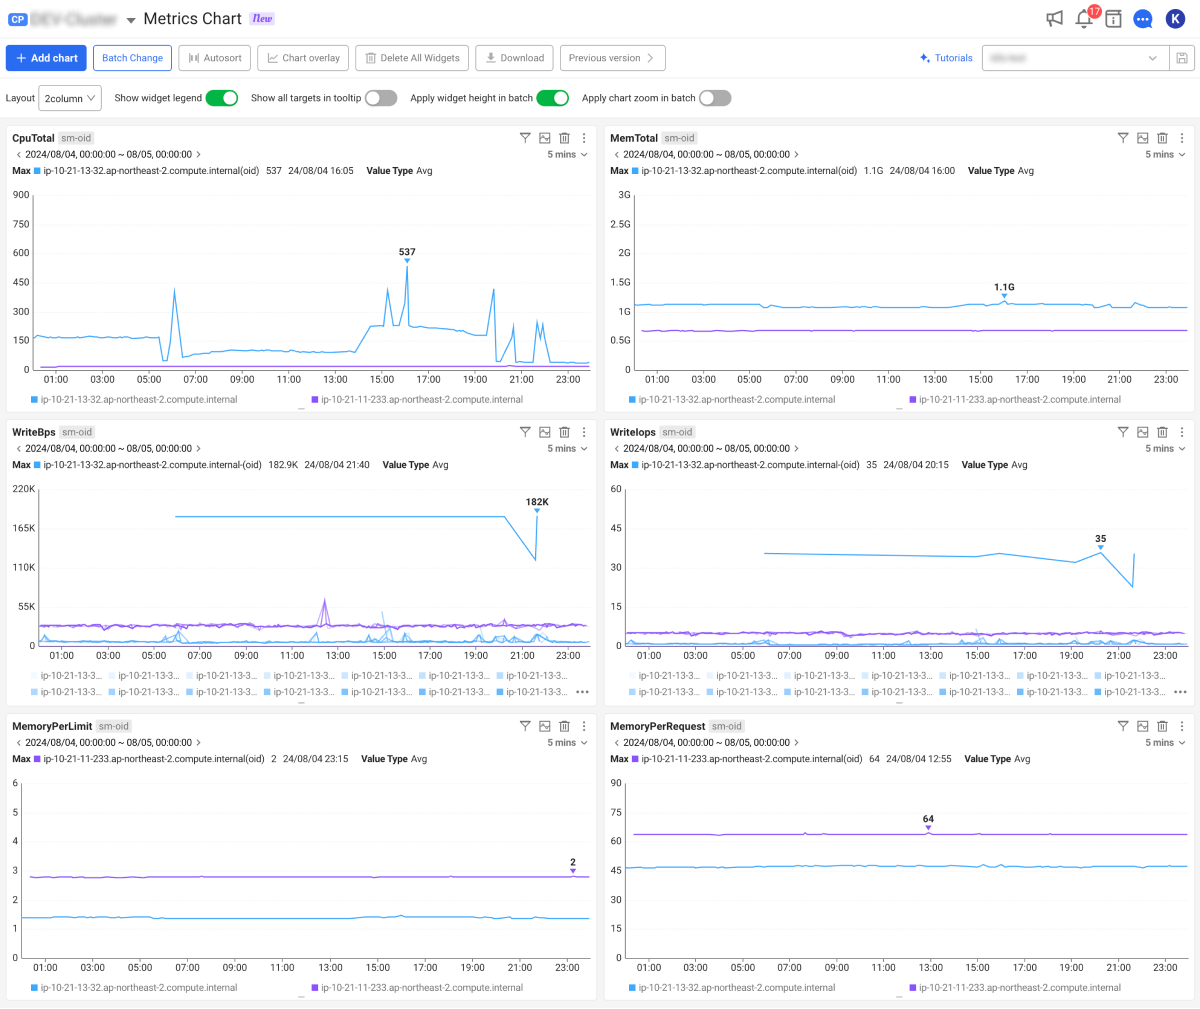 CP Metrics Chart New 17 K
+ Add chart Batch Change Autosort Chart overlay Delete All Widgets Download Previous version Tutorials
Layout 2column Show widget legend Show all targets in tooltip Apply widget height in batch Apply chart zoom in batch
CpuTotal sm-oid
2024/08/04, 00:00:00 ~ 08/05, 00:00:00 5 mins
Max ip-10-21-13-32.ap-northeast-2.compute.internal(oid) 537 24/08/04 16:05 Value Type Avg
900
750
600
450
300
150
0
537
01:00 03:00 05:00 07:00 09:00 11:00 13:00 15:00 17:00 19:00 21:00 23:00
ip-10-21-13-32.ap-northeast-2.compute.internal ip-10-21-11-233.ap-northeast-2.compute.internal
MemTotal sm-oid
2024/08/04, 00:00:00 ~ 08/05, 00:00:00 5 mins
Max ip-10-21-13-32.ap-northeast-2.compute.internal(oid) 1.1G 24/08/04 16:00 Value Type Avg
3G
2.5G
2G
1.5G
1G
0.5G
0
1.1G
01:00 03:00 05:00 07:00 09:00 11:00 13:00 15:00 17:00 19:00 21:00 23:00
ip-10-21-13-32.ap-northeast-2.compute.internal ip-10-21-11-233.ap-northeast-2.compute.internal
WriteBps sm-oid
2024/08/04, 00:00:00 ~ 08/05, 00:00:00 5 mins
Max ip-10-21-13-32.ap-northeast-2.compute.internal-(oid) 182.9K 24/08/04 21:40 Value Type Avg
220K
165K
110K
55K
0
182K
01:00 03:00 05:00 07:00 09:00 11:00 13:00 15:00 17:00 19:00 21:00 23:00
ip-10-21-13-3... ip-10-21-13-3... ip-10-21-13-3... ip-10-21-13-3... ip-10-21-13-3... ip-10-21-13-3... ip-10-21-13-3...
ip-10-21-13-3... ip-10-21-13-3... ip-10-21-13-3... ip-10-21-13-3... ip-10-21-13-3... ip-10-21-13-3... ip-10-21-13-3...
WriteIops sm-oid
2024/08/04, 00:00:00 ~ 08/05, 00:00:00 5 mins
Max ip-10-21-13-32.ap-northeast-2.compute.internal-(oid) 35 24/08/04 20:15 Value Type Avg
60
45
30
15
0
35
01:00 03:00 05:00 07:00 09:00 11:00 13:00 15:00 17:00 19:00 21:00 23:00
ip-10-21-13-3... ip-10-21-13-3... ip-10-21-13-3... ip-10-21-13-3... ip-10-21-13-3... ip-10-21-13-3... ip-10-21-13-3...
ip-10-21-13-3... ip-10-21-13-3... ip-10-21-13-3... ip-10-21-13-3... ip-10-21-13-3... ip-10-21-13-3... ip-10-21-13-3...
MemoryPerLimit sm-oid
2024/08/04, 00:00:00 ~ 08/05, 00:00:00 5 mins
Max ip-10-21-11-233.ap-northeast-2.compute.internal(oid) 2 24/08/04 23:15 Value Type Avg
6
5
4
3
2
1
0
2
01:00 03:00 05:00 07:00 09:00 11:00 13:00 15:00 17:00 19:00 21:00 23:00
ip-10-21-13-32.ap-northeast-2.compute.internal ip-10-21-11-233.ap-northeast-2.compute.internal
MemoryPerRequest sm-oid
2024/08/04, 00:00:00 ~ 08/05, 00:00:00 5 mins
Max ip-10-21-11-233.ap-northeast-2.compute.internal(oid) 64 24/08/04 12:55 Value Type Avg
90
75
60
45
30
15
0
64
01:00 03:00 05:00 07:00 09:00 11:00 13:00 15:00 17:00 19:00 21:00 23:00
ip-10-21-13-32.ap-northeast-2.compute.internal ip-10-21-11-233.ap-northeast-2.compute.internal